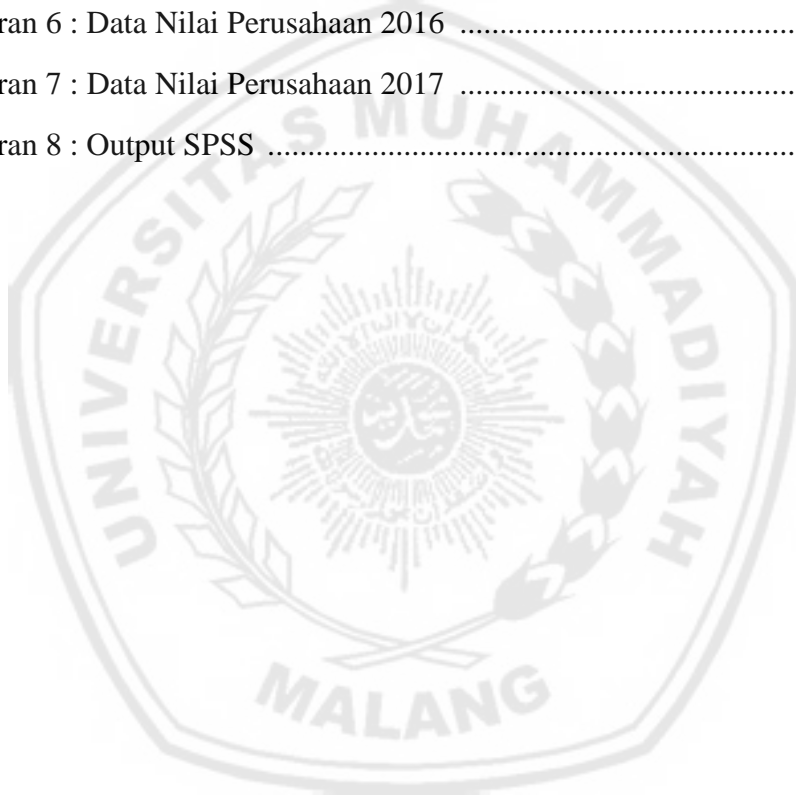 ran 6 : Data Nilai Perusahaan 2016 ........................................
ran 7 : Data Nilai Perusahaan 2017 ........................................
ran 8 : Output SPSS ...............................................................
UNIVERSITAS MUHAMMADIYAH
MALANG